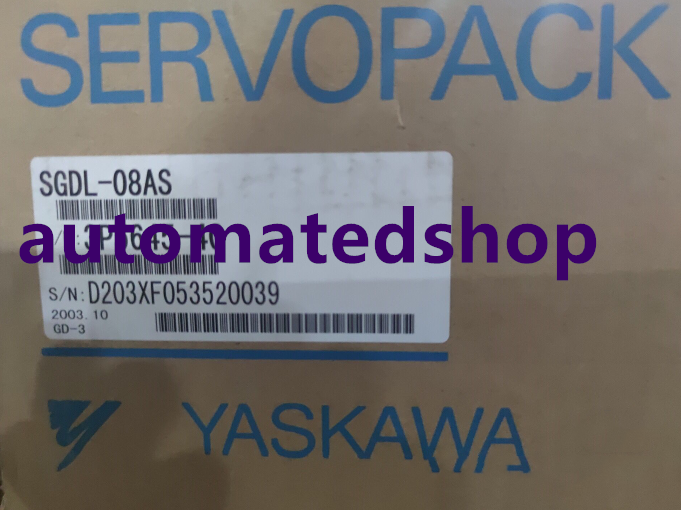 SERVOPACK
SGDL-08AS
automatedshop
S/N:D203XF053520039
2003.10
GD-3
YASKAWA